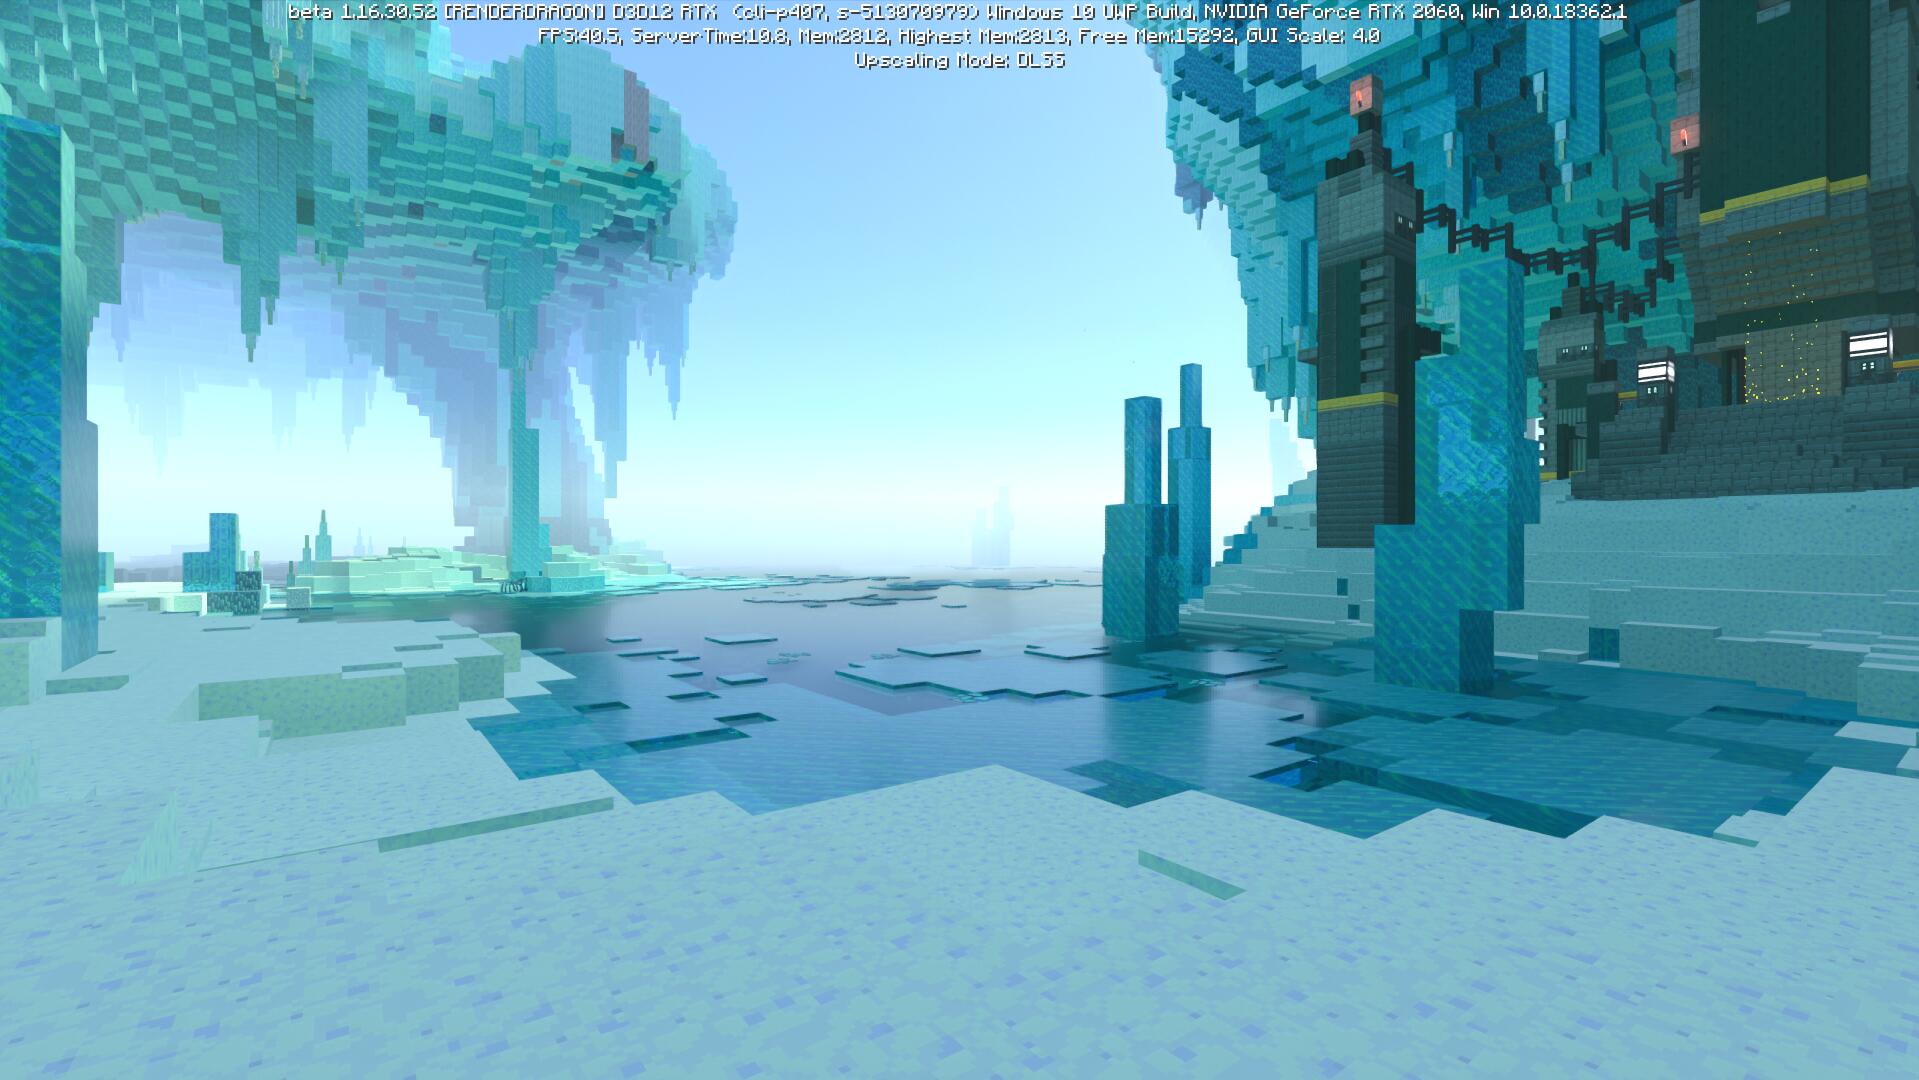 beta 1.16.30.52 [RENDERDRAGON] D3D12 RTX (cli-p407, s-513070979) Windows 10 UWP Build, NVIDIA GeForce RTX 2060, Win 10.0.18362.1
FPS:40.5, ServerTime:10.8, Mem:2812, Highest Mem:2813, Free Mem:15292, GUI Scale: 4.0
Upscaling Mode: DLSS